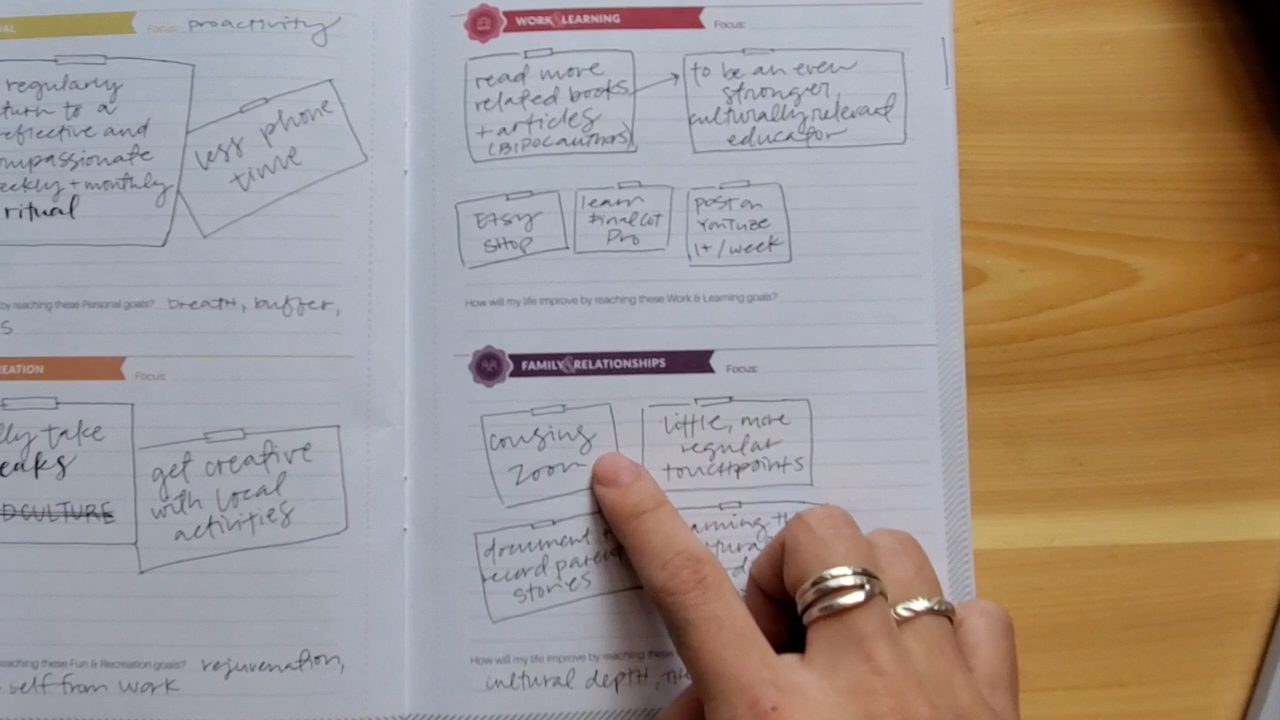 Focus: proactivity
regularly
turn to a
reflective and
compassionate
weekly + monthly
ritual
less phone
time
by reaching these Personal goals? breath, buffer,
EATION
Focus:
take
get creative
with local
activities
D CULTURE
reaching these Fun & Recreation goals? rejuvenation,
self from work
WORK & LEARNING
Focus:
read more
related books
+ articles
(BIPOC authors)
to be an even
stronger,
culturally relevant
educator
Etsy
Shop
learn
Final Cut
Pro
post on
YouTube
1+/week
How will my life improve by reaching these Work & Learning goals?
FAMILY & RELATIONSHIPS
Focus:
cousins
zoom
little, more
regular
touchpoints
document +
record parent
stories
How will my life improve by reaching these
cultural depth,